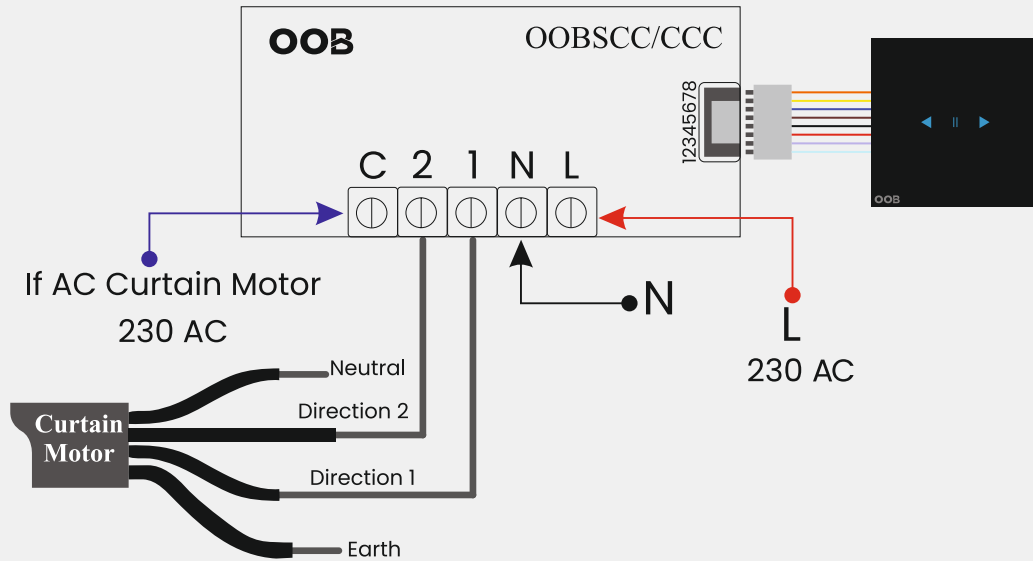 OOB
OOBSCC/CCC
12345678
C 2 1 N L
OOB
If AC Curtain Motor
230 AC
N
L
230 AC
Neutral
Direction 2
Curtain
Motor
Direction 1
Earth